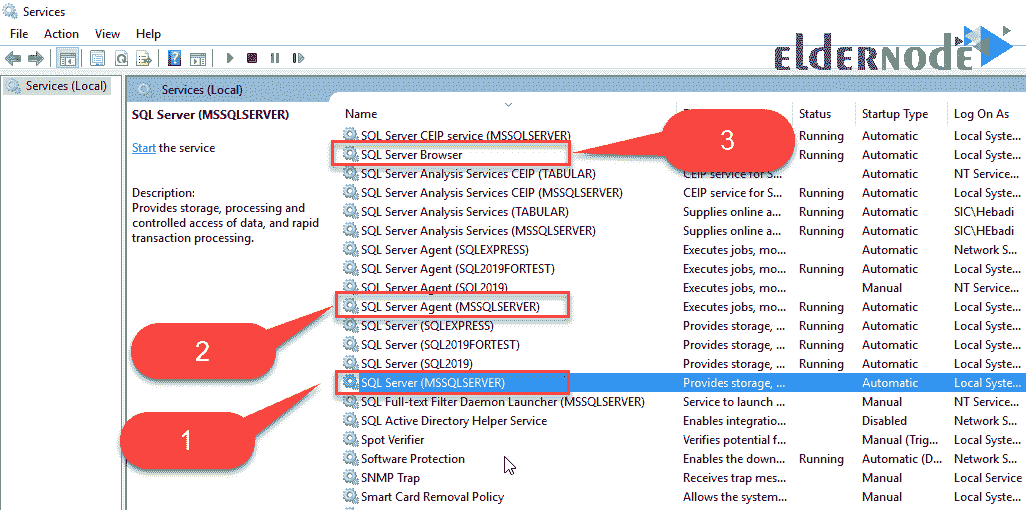 Services
File Action View Help
ELDERNODE
Services (Local)
Services (Local)
SQL Server (MSSQLSERVER)
Start the service
Description:
Provides storage, processing and
controlled access of data, and rapid
transaction processing.
Name Status Startup Type Log On As
SQL Server CEIP service (MSSQLSERVER) Running Automatic Local Syste...
SQL Server Browser Running Automatic Local Syste...
SQL Server Analysis Services CEIP (TABULAR) CEIP service for S... Automatic NT Service...
SQL Server Analysis Services CEIP (MSSQLSERVER) CEIP service for S... Running Automatic Local Syste...
SQL Server Analysis Services (TABULAR) Supplies online a... Running Automatic SIC\Hebadi
SQL Server Analysis Services (MSSQLSERVER) Supplies online a... Running Automatic SIC\HEbadi
SQL Server Agent (SQLEXPRESS) Executes jobs, mo... Automatic Network S...
SQL Server Agent (SQL2019FORTEST) Executes jobs, mo... Running Automatic Local Syste...
SQL Server Agent (SQL2019) Executes jobs, mo... Manual NT Service...
SQL Server Agent (MSSQLSERVER) Executes jobs, mo... Running Automatic Local Syste...
SQL Server (SQLEXPRESS) Provides storage, ... Running Automatic Network S...
SQL Server (SQL2019FORTEST) Provides storage, ... Running Automatic Local Syste...
SQL Server (SQL2019) Provides storage, ... Running Automatic Local Syste...
SQL Server (MSSQLSERVER) Provides storage, ... Automatic Local Syste...
SQL Full-text Filter Daemon Launcher (MSSQLSERVER) Service to launch ... Manual NT Service...
SQL Active Directory Helper Service Enables integratio... Disabled Network S...
Spot Verifier Verifies potential f... Manual (Trig... Local Syste...
Software Protection Enables the down... Running Automatic (D... Network S...
SNMP Trap Receives trap mes... Manual Local Service
Smart Card Removal Policy Allows the system... Manual Local Syste...
3
2
1